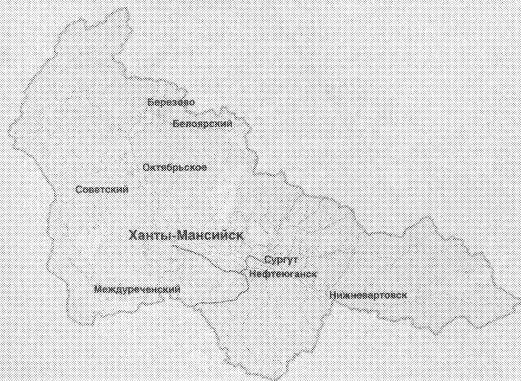 Березово
Белоярский
Октябрьское
Советский
Ханты-Мансийск
Сургут
Нефтеюганск
Междуреченский
Нижневартовск